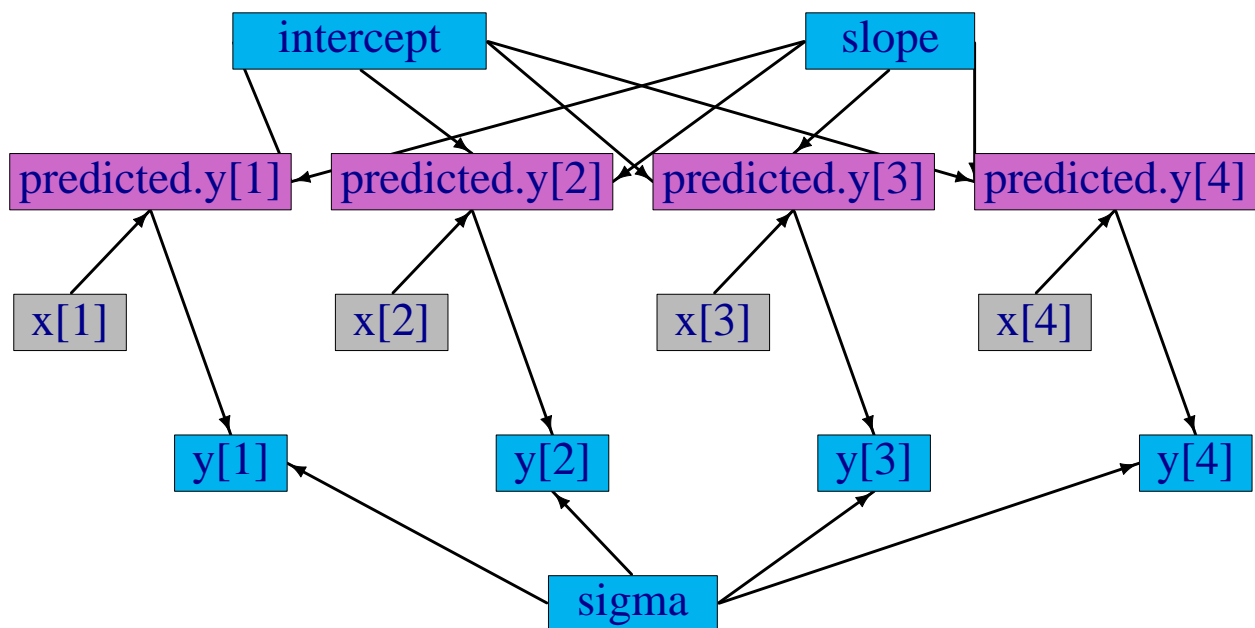 intercept
slope
predicted.y[1]
predicted.y[2]
predicted.y[3]
predicted.y[4]
x[1]
x[2]
x[3]
x[4]
y[1]
y[2]
y[3]
y[4]
sigma